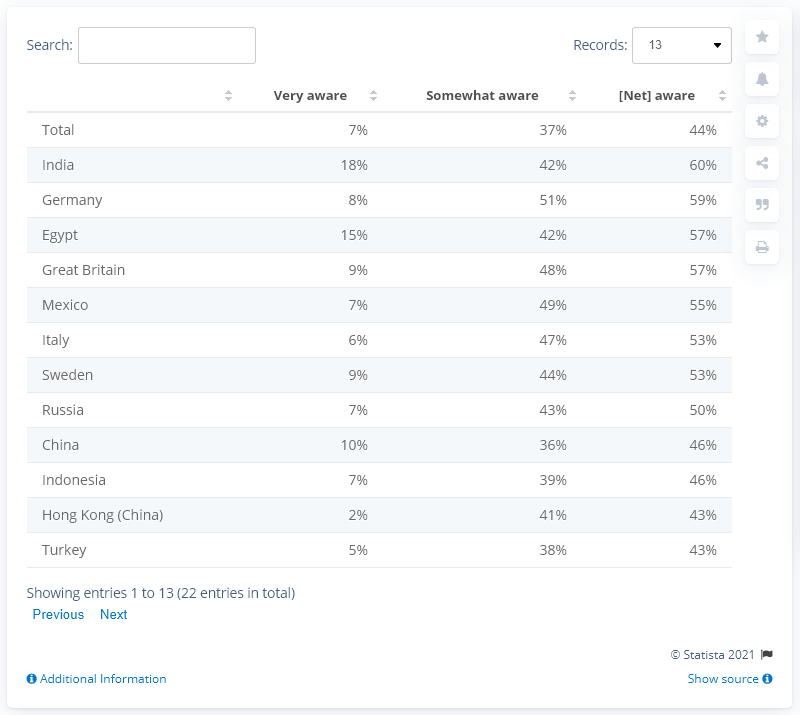 Search:
Records: 13
Very aware Somewhat aware [Net] aware
Total 7% 37% 44%
India 18% 42% 60%
Germany 8% 51% 59%
Egypt 15% 42% 57%
Great Britain 9% 48% 57%
Mexico 7% 49% 55%
Italy 6% 47% 53%
Sweden 9% 44% 53%
Russia 7% 43% 50%
China 10% 36% 46%
Indonesia 7% 39% 46%
Hong Kong (China) 2% 41% 43%
Turkey 5% 38% 43%
Showing entries 1 to 13 (22 entries in total)
Previous Next
© Statista 2021
Additional Information Show source